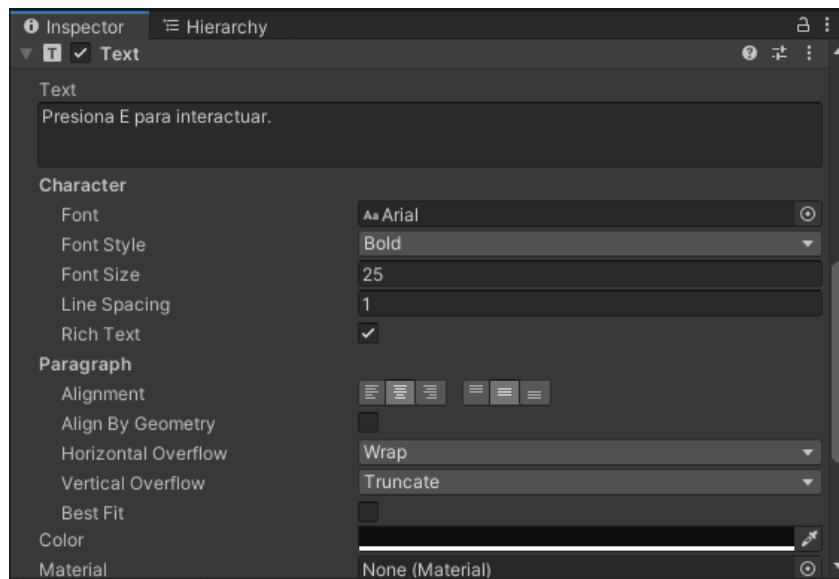 Inspector Hierarchy
Text
Text
Presiona E para interactuar.
Character
Font Aa Arial
Font Style Bold
Font Size 25
Line Spacing 1
Rich Text
Paragraph
Alignment
Align By Geometry
Horizontal Overflow Wrap
Vertical Overflow Truncate
Best Fit
Color
Material None (Material)